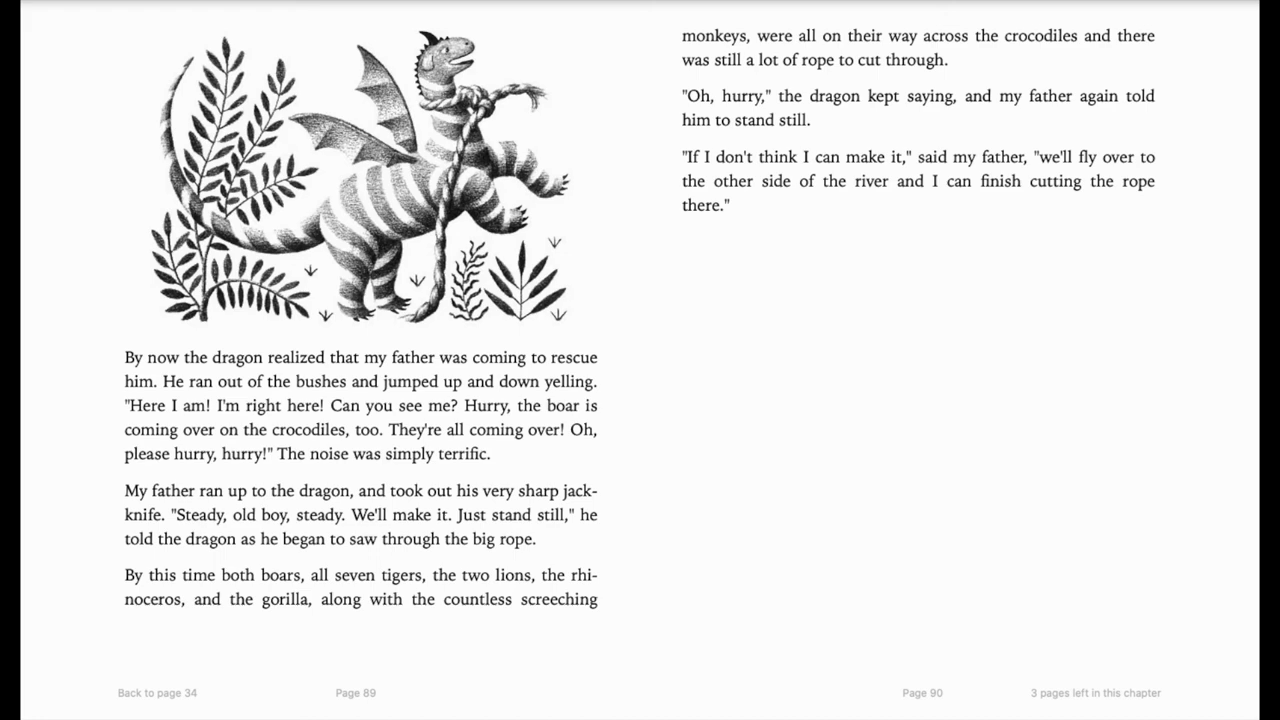 By now the dragon realized that my father was coming to rescue
him. He ran out of the bushes and jumped up and down yelling.
"Here I am! I'm right here! Can you see me? Hurry, the boar is
coming over on the crocodiles, too. They're all coming over! Oh,
please hurry, hurry!" The noise was simply terrific.
My father ran up to the dragon, and took out his very sharp jack-
knife. "Steady, old boy, steady. We'll make it. Just stand still," he
told the dragon as he began to saw through the big rope.
By this time both boars, all seven tigers, the two lions, the rhi-
noceros, and the gorilla, along with the countless screeching
monkeys, were all on their way across the crocodiles and there
was still a lot of rope to cut through.
"Oh, hurry," the dragon kept saying, and my father again told
him to stand still.
"If I don't think I can make it," said my father, "we'll fly over to
the other side of the river and I can finish cutting the rope
there."
Back to page 34
Page 89
Page 90
3 pages left in this chapter